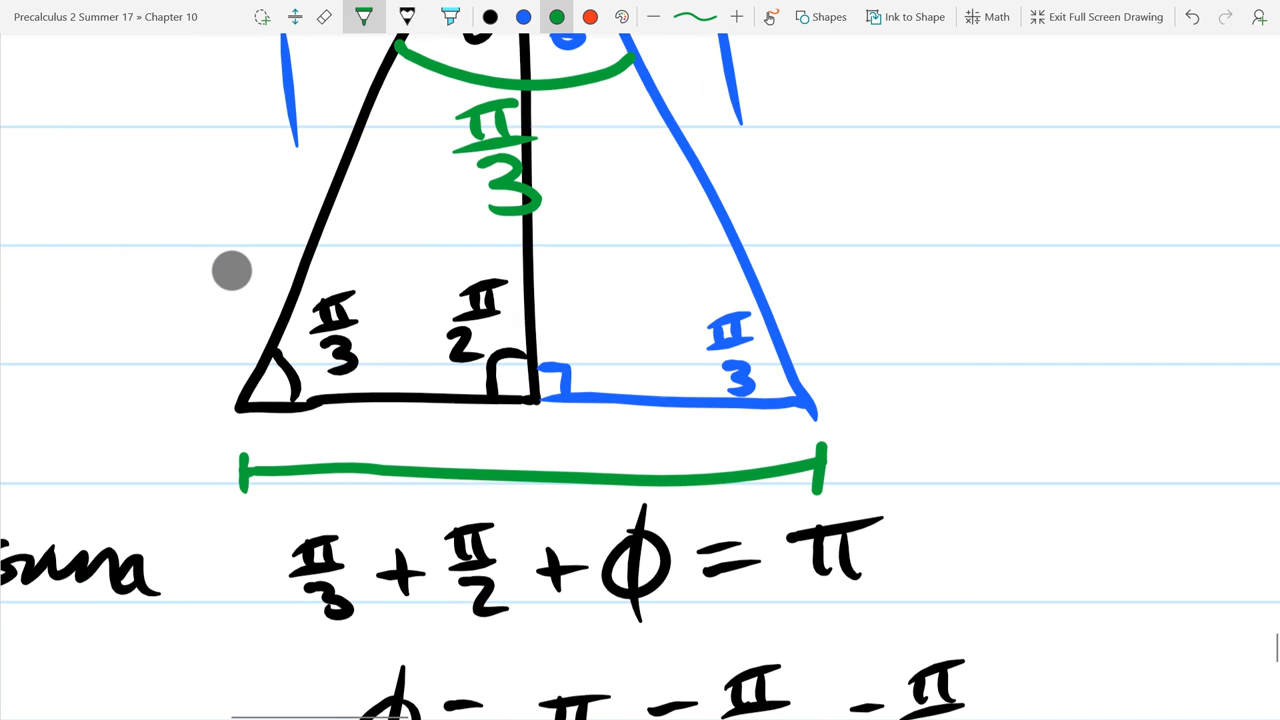 Precalculus 2 Summer 17 » Chapter 10
Shapes
Ink to Shape
Math
Exit Full Screen Drawing
π/3
π/3
π/2
π/3
π/3 + π/2 + ϕ = π